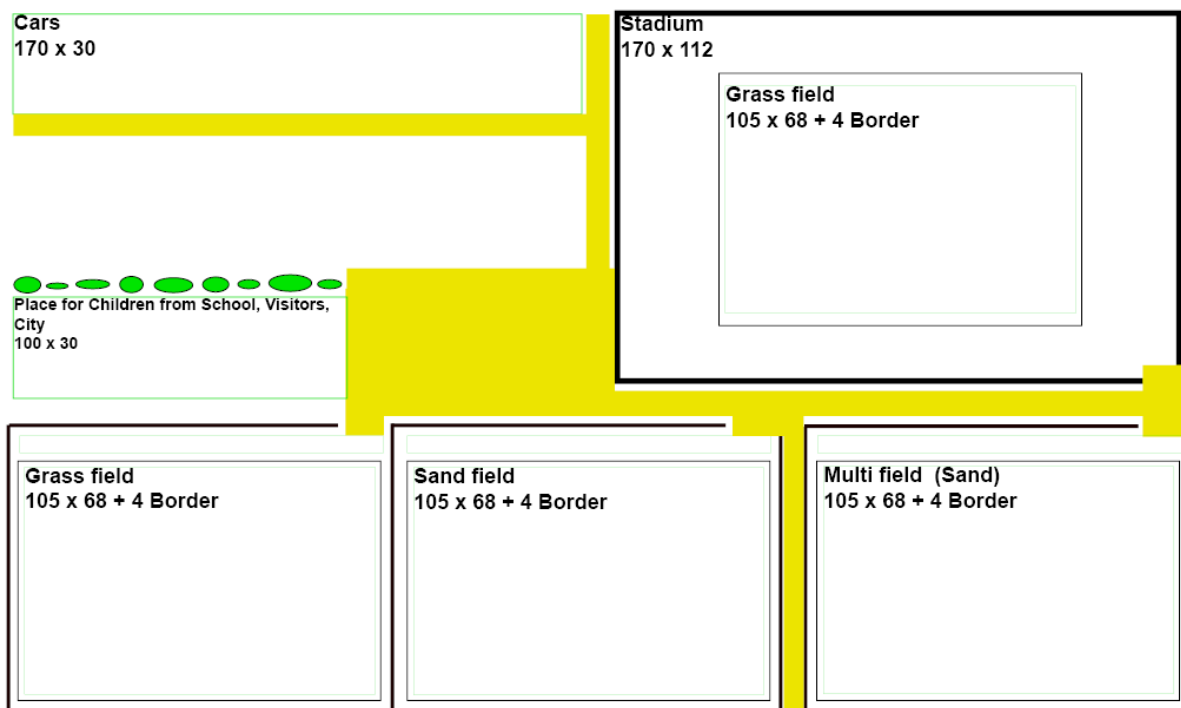 Cars
170 x 30
Stadium
170 x 112
Grass field
105 x 68 + 4 Border
Place for Children from School, Visitors,
City
100 x 30
Grass field
105 x 68 + 4 Border
Sand field
105 x 68 + 4 Border
Multi field  (Sand)
105 x 68 + 4 Border